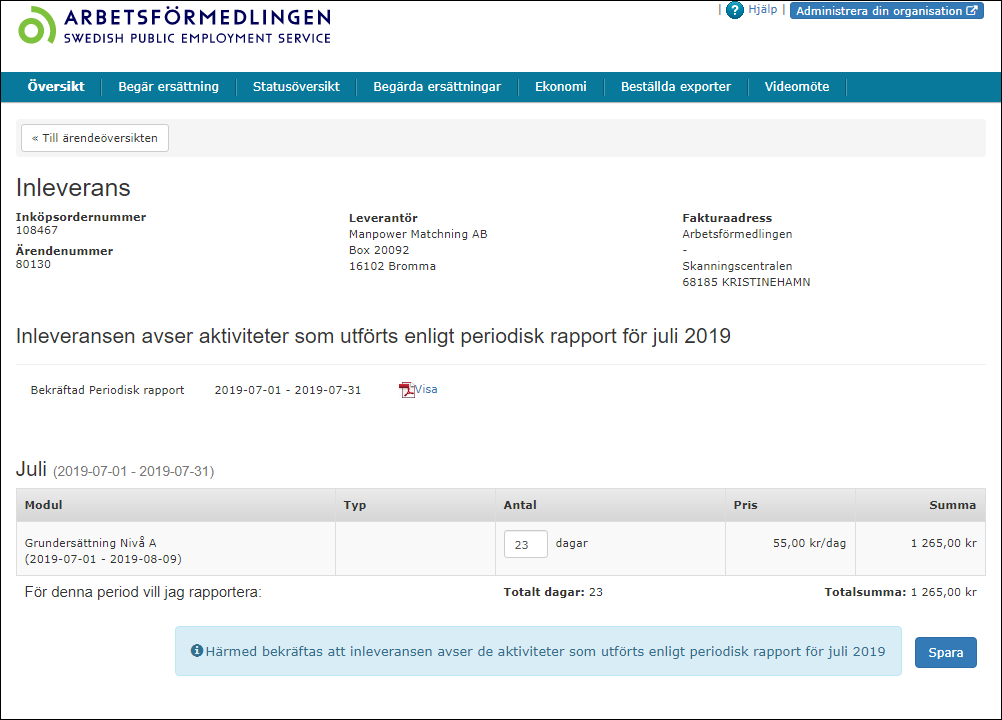 ARBETSFÖRMEDLINGEN
SWEDISH PUBLIC EMPLOYMENT SERVICE
| ? Hjälp | Administrera din organisation
Översikt Begär ersättning Statusöversikt Begärda ersättningar Ekonomi Beställda exporter Videomöte
« Till ärendeöversikten
Inleverans
Inköpsordernummer
108467
Ärendenummer
80130
Leverantör
Manpower Matchning AB
Box 20092
16102 Bromma
Fakturaadress
Arbetsförmedlingen
-
Skanningscentralen
68185 KRISTINEHAMN
Inleveransen avser aktiviteter som utförts enligt periodisk rapport för juli 2019
Bekräftad Periodisk rapport 2019-07-01 - 2019-07-31 Visa
Juli (2019-07-01 - 2019-07-31)
Modul Typ Antal Pris Summa
Grundersättning Nivå A 23 dagar 55,00 kr/dag 1 265,00 kr
(2019-07-01 - 2019-08-09)
För denna period vill jag rapportera: Totalt dagar: 23 Totalsumma: 1 265,00 kr
Härmed bekräftas att inleveransen avser de aktiviteter som utförts enligt periodisk rapport för juli 2019 Spara